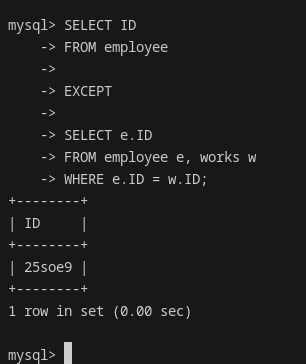 mysql> SELECT ID
    -> FROM employee
    ->
    -> EXCEPT
    ->
    -> SELECT e.ID
    -> FROM employee e, works w
    -> WHERE e.ID = w.ID;
+--------+
| ID     |
+--------+
| 25soe9 |
+--------+
1 row in set (0.00 sec)

mysql>